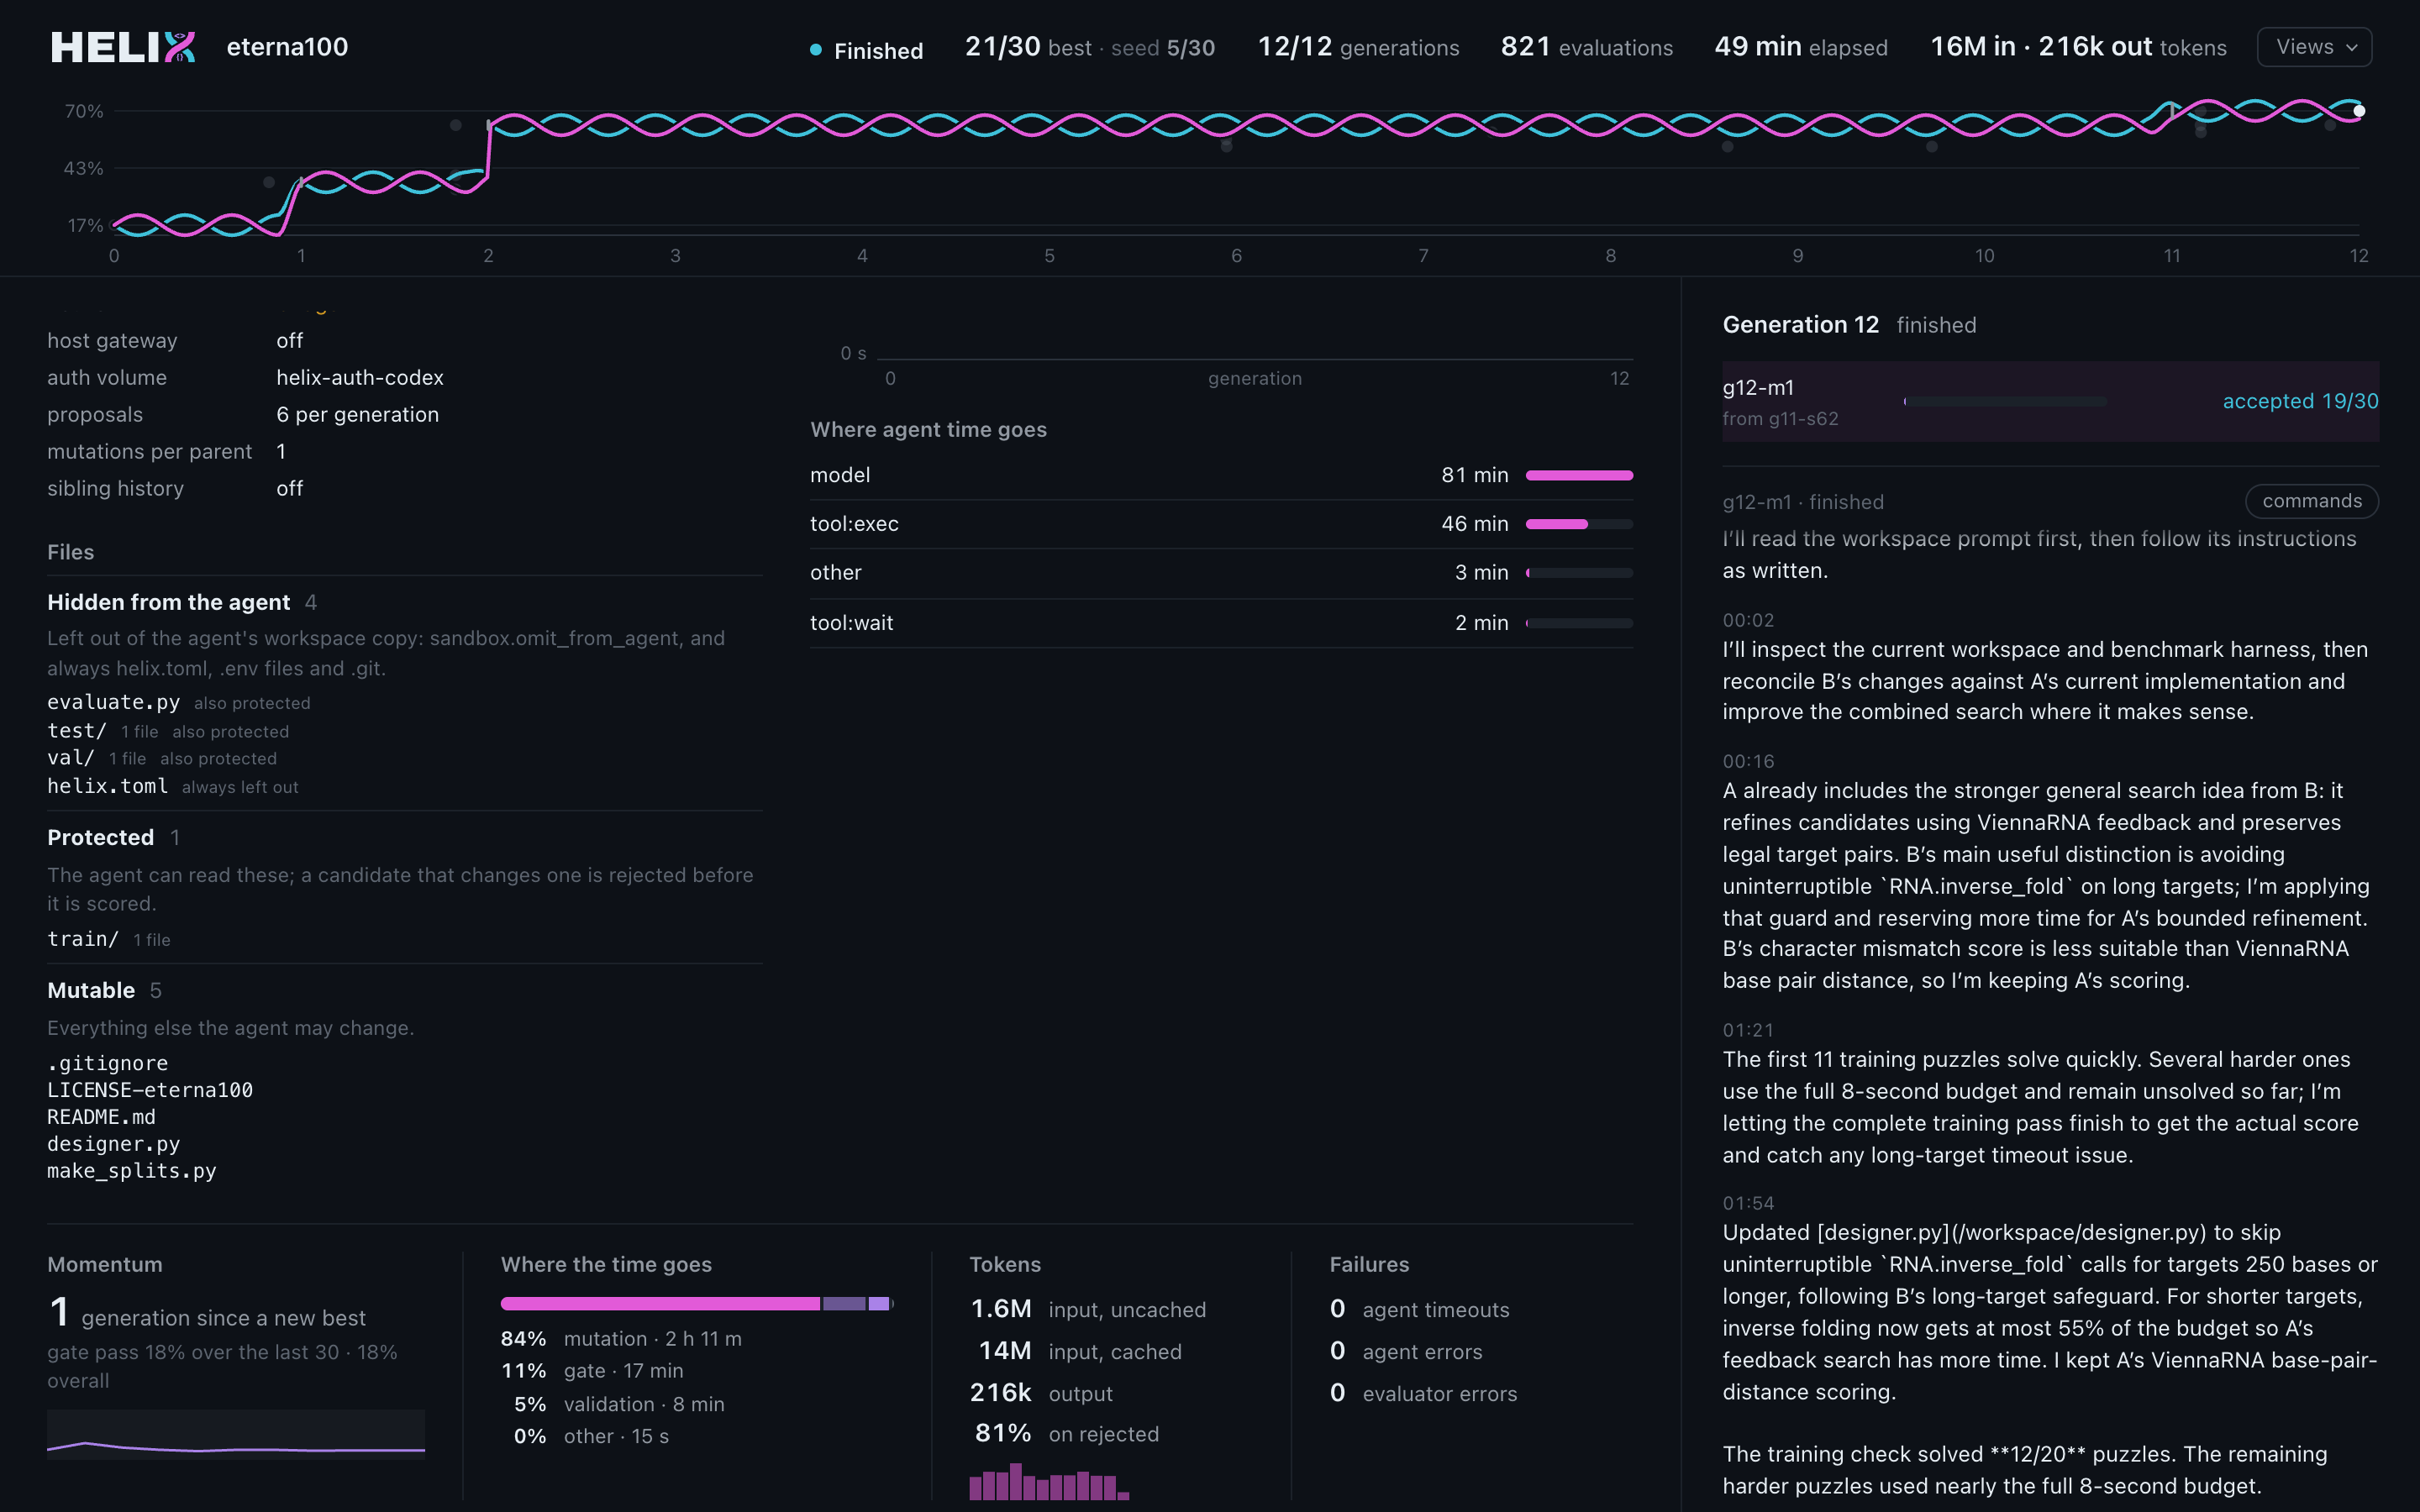 HELIX eterna100
Finished 21/30 best · seed 5/30 12/12 generations 821 evaluations 49 min elapsed 16M in · 216k out tokens Views
70%
43%
17%
0 1 2 3 4 5 6 7 8 9 10 11 12
host gateway off
auth volume helix-auth-codex
proposals 6 per generation
mutations per parent 1
sibling history off
Files
Hidden from the agent 4
Left out of the agent's workspace copy: sandbox.omit_from_agent, and
always helix.toml, .env files and .git.
evaluate.py also protected
test/ 1 file also protected
val/ 1 file also protected
helix.toml always left out
Protected 1
The agent can read these; a candidate that changes one is rejected before
it is scored.
train/ 1 file
Mutable 5
Everything else the agent may change.
.gitignore
LICENSE-eterna100
README.md
designer.py
make_splits.py
0 s
0 generation 12
Where agent time goes
model 81 min
tool:exec 46 min
other 3 min
tool:wait 2 min
Momentum
1 generation since a new best
gate pass 18% over the last 30 · 18%
overall
Where the time goes
84% mutation · 2 h 11 m
11% gate · 17 min
5% validation · 8 min
0% other · 15 s
Tokens
1.6M input, uncached
14M input, cached
216k output
81% on rejected
Failures
0 agent timeouts
0 agent errors
0 evaluator errors
Generation 12 finished
g12-m1
from g11-s62
accepted 19/30
g12-m1 · finished commands
I’ll read the workspace prompt first, then follow its instructions
as written.
00:02
I’ll inspect the current workspace and benchmark harness, then
reconcile B’s changes against A’s current implementation and
improve the combined search where it makes sense.
00:16
A already includes the stronger general search idea from B: it
refines candidates using ViennaRNA feedback and preserves
legal target pairs. B’s main useful distinction is avoiding
uninterruptible `RNA.inverse_fold` on long targets; I’m applying
that guard and reserving more time for A’s bounded refinement.
B’s character mismatch score is less suitable than ViennaRNA
base pair distance, so I’m keeping A’s scoring.
01:21
The first 11 training puzzles solve quickly. Several harder ones
use the full 8-second budget and remain unsolved so far; I’m
letting the complete training pass finish to get the actual score
and catch any long-target timeout issue.
01:54
Updated [designer.py](/workspace/designer.py) to skip
uninterruptible `RNA.inverse_fold` calls for targets 250 bases or
longer, following B’s long-target safeguard. For shorter targets,
inverse folding now gets at most 55% of the budget so A’s
feedback search has more time. I kept A’s ViennaRNA base-pair-
distance scoring.
The training check solved **12/20** puzzles. The remaining
harder puzzles used nearly the full 8-second budget.